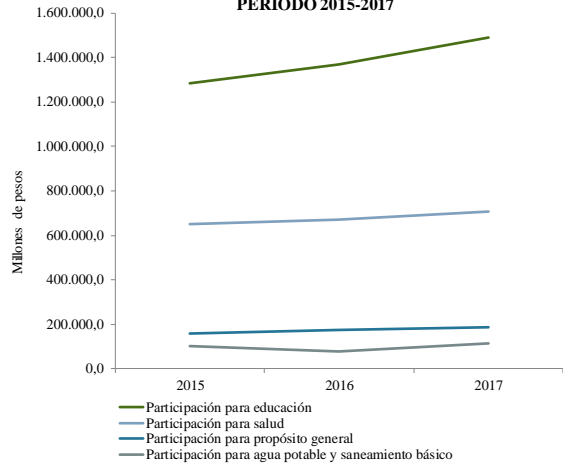 PERÍODO 2015-2017
1.600.000,0
1.400.000,0
1.200.000,0
1.000.000,0
800.000,0
600.000,0
400.000,0
200.000,0
0,0
Millones de pesos
2015
2016
2017
Participación para educación
Participación para salud
Participación para propósito general
Participación para agua potable y saneamiento básico